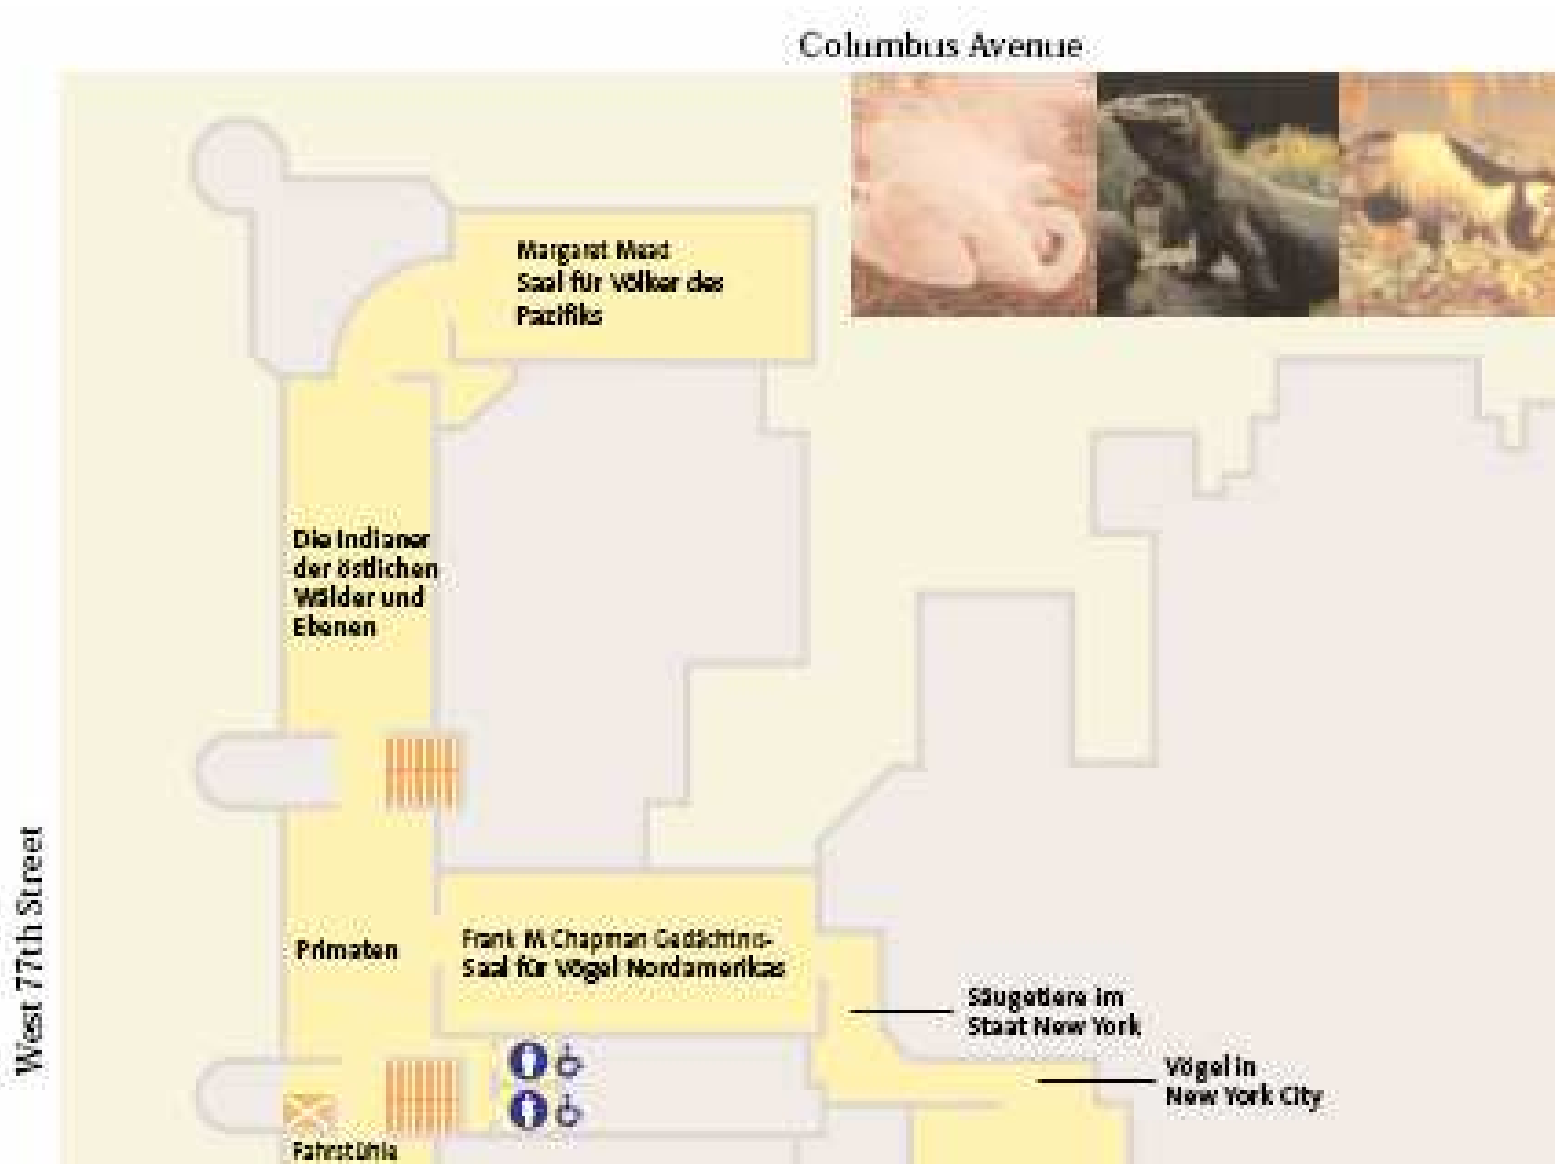 Columbus Avenue
Margaret Mead
Saal für Völker des
Pazifiks
Die Indianer
der östlichen
Wälder und
Ebenen
West 77th Street
Primaten
Frank M Chapman Gedächtnis-
Saal für Vögel Nordamerikas
Säugetiere im
Staat New York
Vögel in
New York City
Fahrstühle